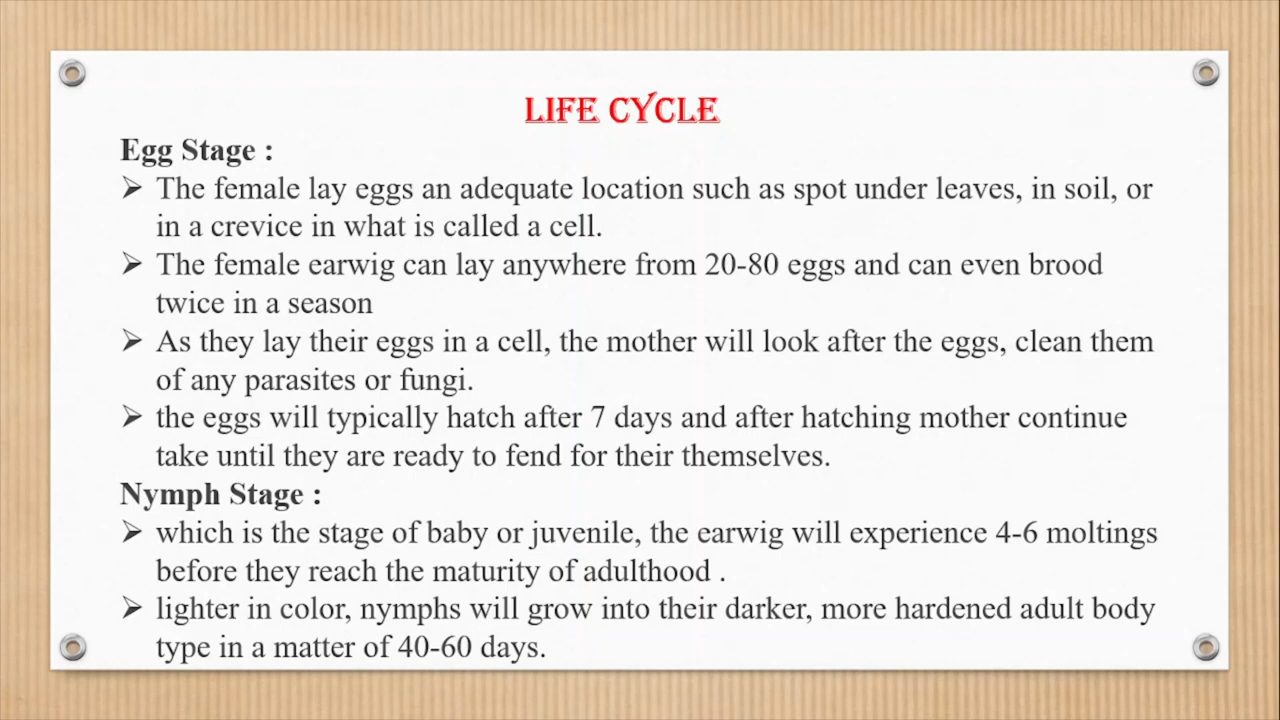 LIFE CYCLE
Egg Stage :
➢ The female lay eggs an adequate location such as spot under leaves, in soil, or
in a crevice in what is called a cell.
➢ The female earwig can lay anywhere from 20-80 eggs and can even brood
twice in a season
➢ As they lay their eggs in a cell, the mother will look after the eggs, clean them
of any parasites or fungi.
➢ the eggs will typically hatch after 7 days and after hatching mother continue
take until they are ready to fend for their themselves.
Nymph Stage :
➢ which is the stage of baby or juvenile, the earwig will experience 4-6 moltings
before they reach the maturity of adulthood .
➢ lighter in color, nymphs will grow into their darker, more hardened adult body
type in a matter of 40-60 days.